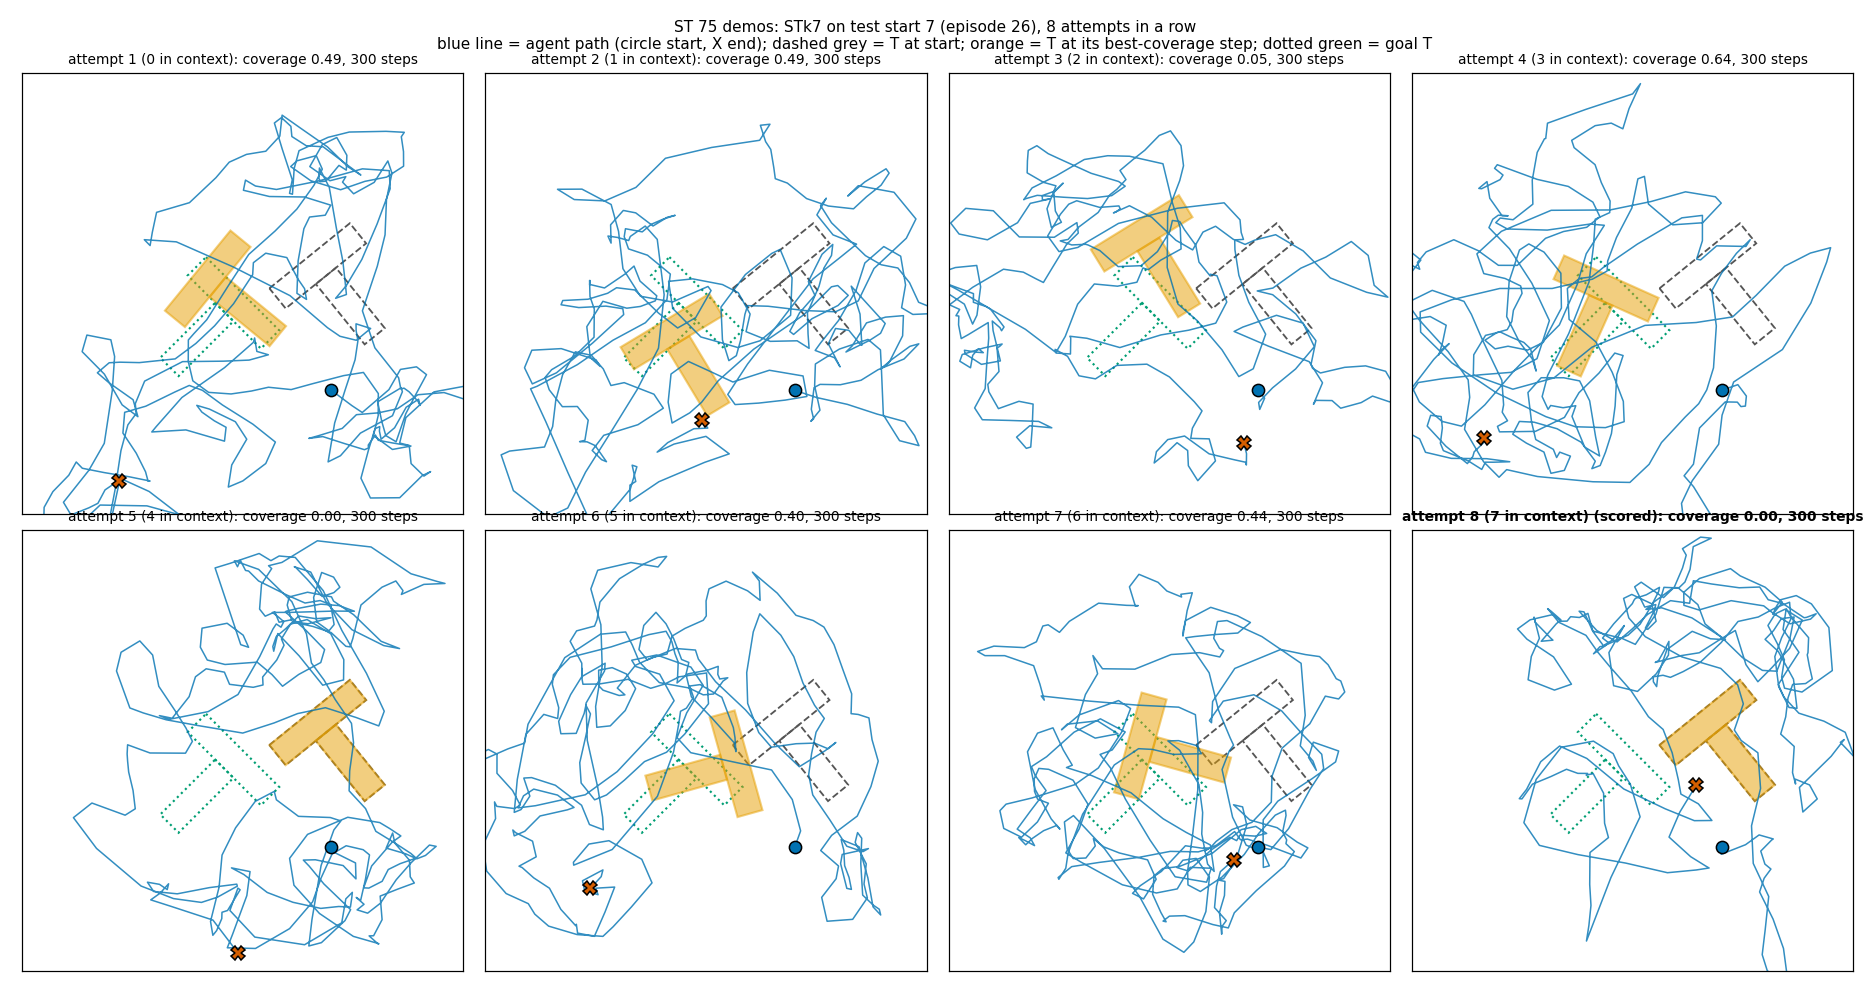 ST 75 demos: STk7 on test start 7 (episode 26), 8 attempts in a row
blue line = agent path (circle start, X end); dashed grey = T at start; orange = T at its best-coverage step; dotted green = goal T
attempt 1 (0 in context): coverage 0.49, 300 steps
attempt 2 (1 in context): coverage 0.49, 300 steps
attempt 3 (2 in context): coverage 0.05, 300 steps
attempt 4 (3 in context): coverage 0.64, 300 steps
attempt 5 (4 in context): coverage 0.00, 300 steps
attempt 6 (5 in context): coverage 0.40, 300 steps
attempt 7 (6 in context): coverage 0.44, 300 steps
attempt 8 (7 in context) (scored): coverage 0.00, 300 steps